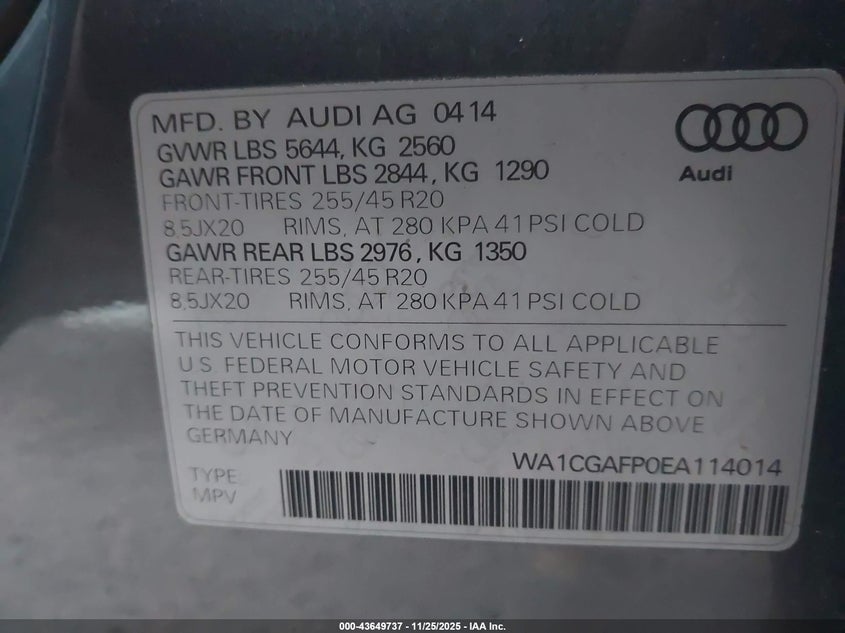 MFD. BY AUDI AG 04 14
GVWR LBS 5644, KG 2560
GAWR FRONT LBS 2844, KG 1290
FRONT-TIRES 255/45 R20
8,5JX20 RIMS, AT 280 KPA 41 PSI COLD
GAWR REAR LBS 2976, KG 1350
REAR-TIRES 255/45 R20
8,5JX20 RIMS, AT 280 KPA 41 PSI COLD
Audi
THIS VEHICLE CONFORMS TO ALL APPLICABLE
U.S. FEDERAL MOTOR VEHICLE SAFETY AND
THEFT PREVENTION STANDARDS IN EFFECT ON
THE DATE OF MANUFACTURE SHOWN ABOVE
GERMANY
WA1CGAFP0EA114014
TYPE:
MPV
000-43649737 - 11/25/2025 - IAA Inc.